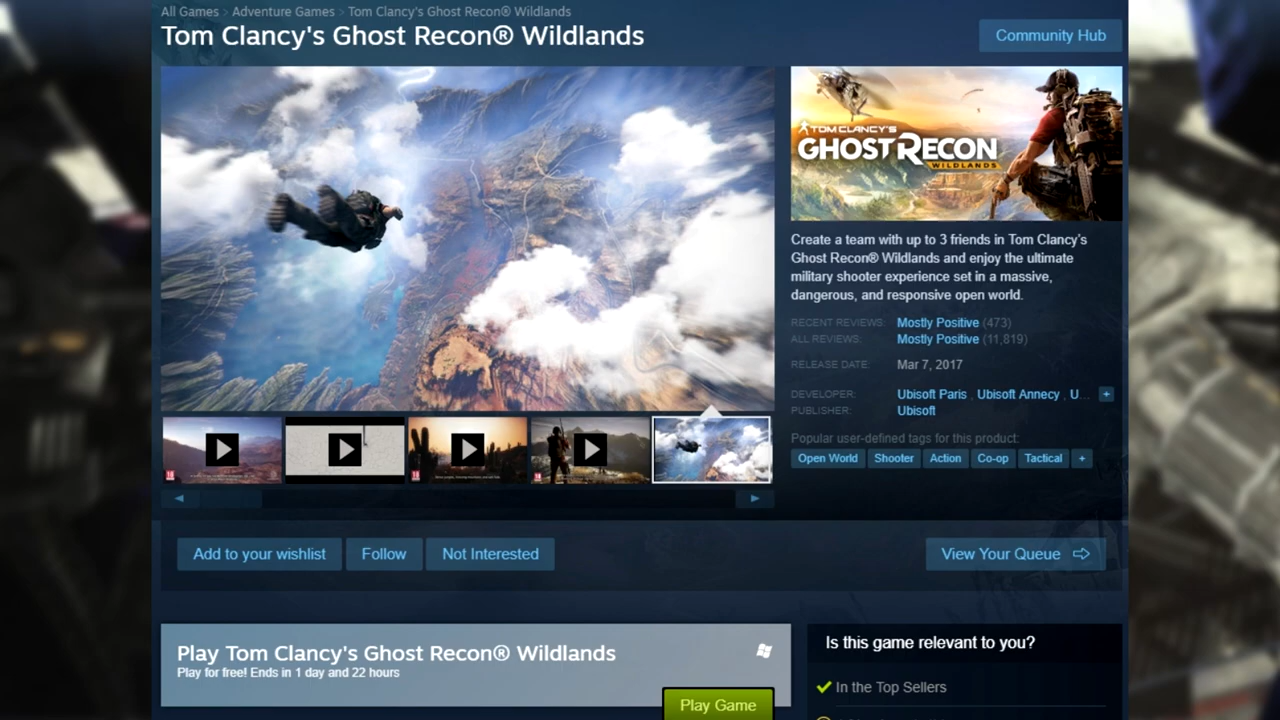 All Games > Adventure Games > Tom Clancy's Ghost Recon® Wildlands
Tom Clancy's Ghost Recon® Wildlands
Community Hub
TOM CLANCY'S
GHOST RECON
WILDLANDS
Create a team with up to 3 friends in Tom Clancy's
Ghost Recon® Wildlands and enjoy the ultimate
military shooter experience set in a massive,
dangerous, and responsive open world.
RECENT REVIEWS: Mostly Positive (473)
ALL REVIEWS: Mostly Positive (11,819)
RELEASE DATE: Mar 7, 2017
DEVELOPER: Ubisoft Paris , Ubisoft Annecy , U... +
PUBLISHER: Ubisoft
Popular user-defined tags for this product:
Open World Shooter Action Co-op Tactical +
Add to your wishlist Follow Not Interested View Your Queue
Play Tom Clancy's Ghost Recon® Wildlands
Play for free! Ends in 1 day and 22 hours
Play Game
Is this game relevant to you?
In the Top Sellers